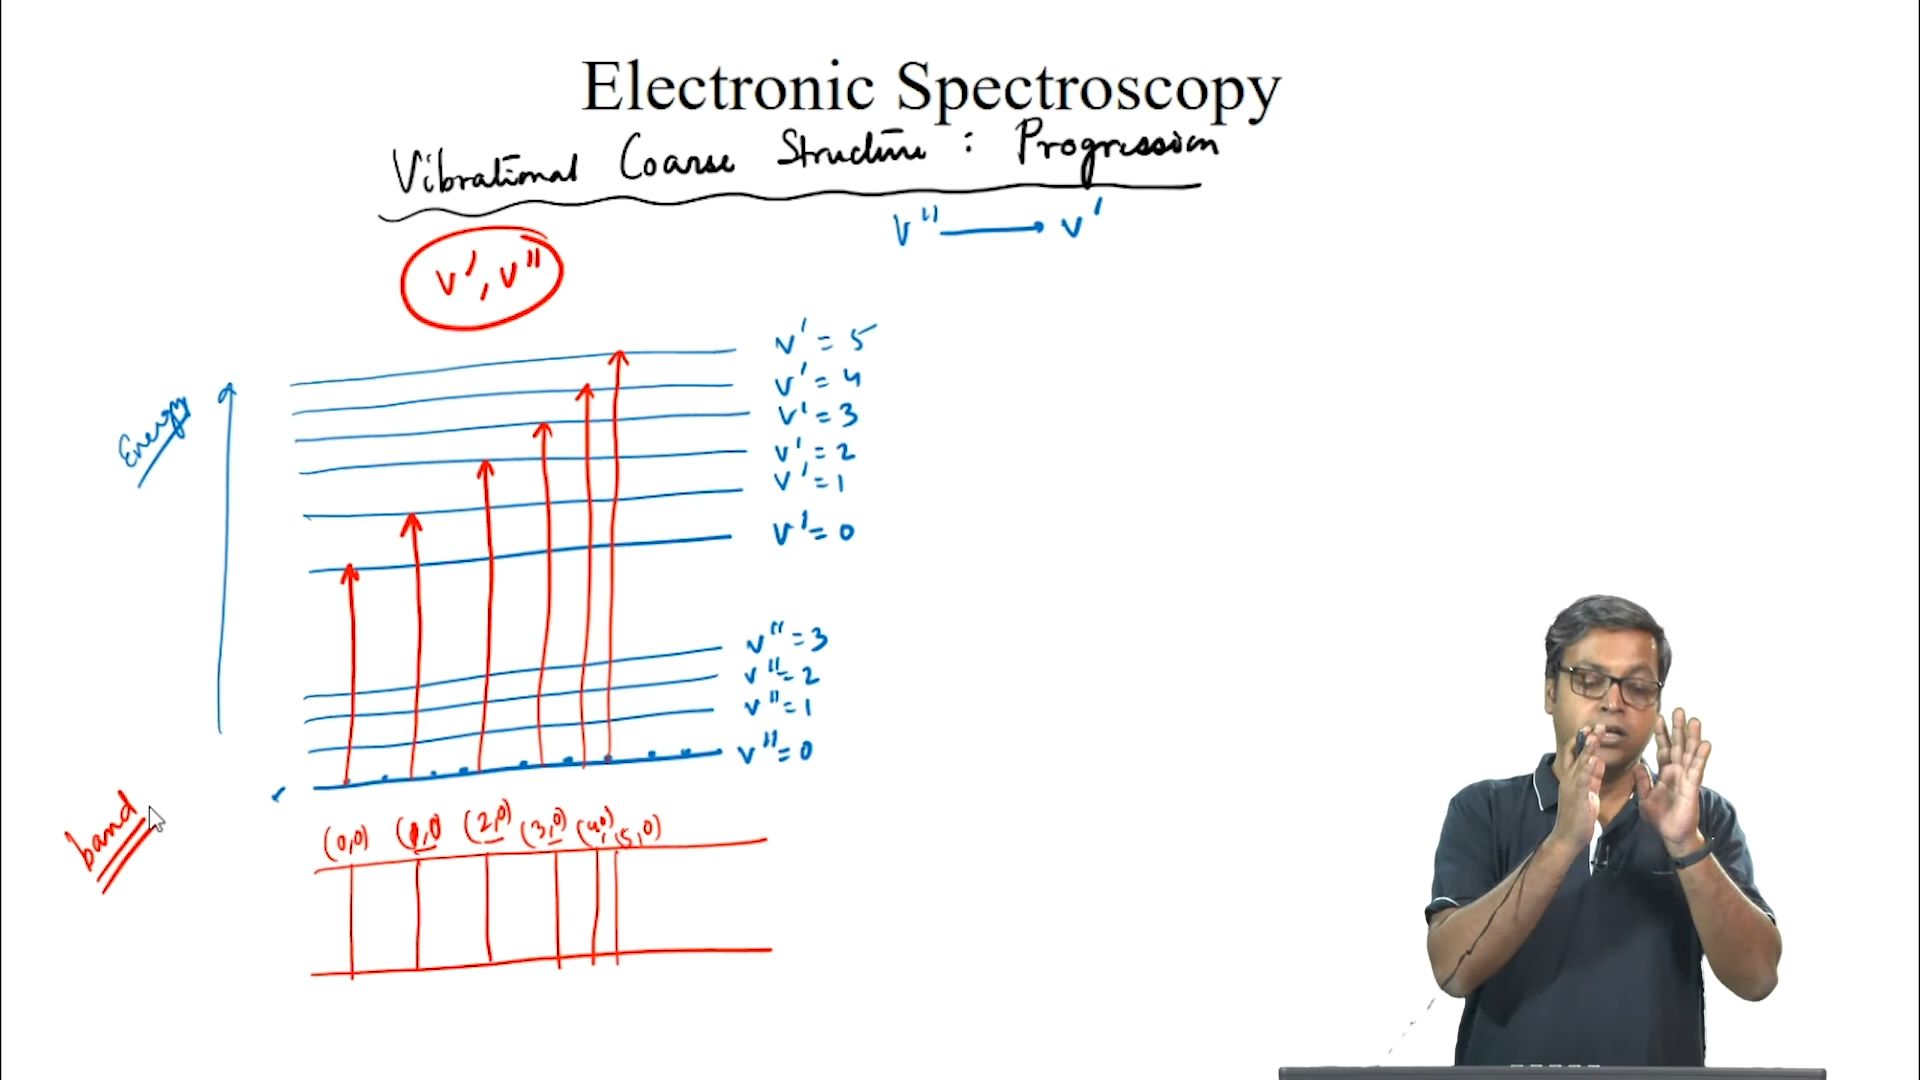 Electronic Spectroscopy
Vibrational Coarse Structure : Progression
v'' → v'
v', v''
v' = 5
v' = 4
v' = 3
v' = 2
v' = 1
v' = 0
Energy
v'' = 3
v'' = 2
v'' = 1
v'' = 0
band
(0,0) (1,0) (2,0) (3,0) (4,0) (5,0)